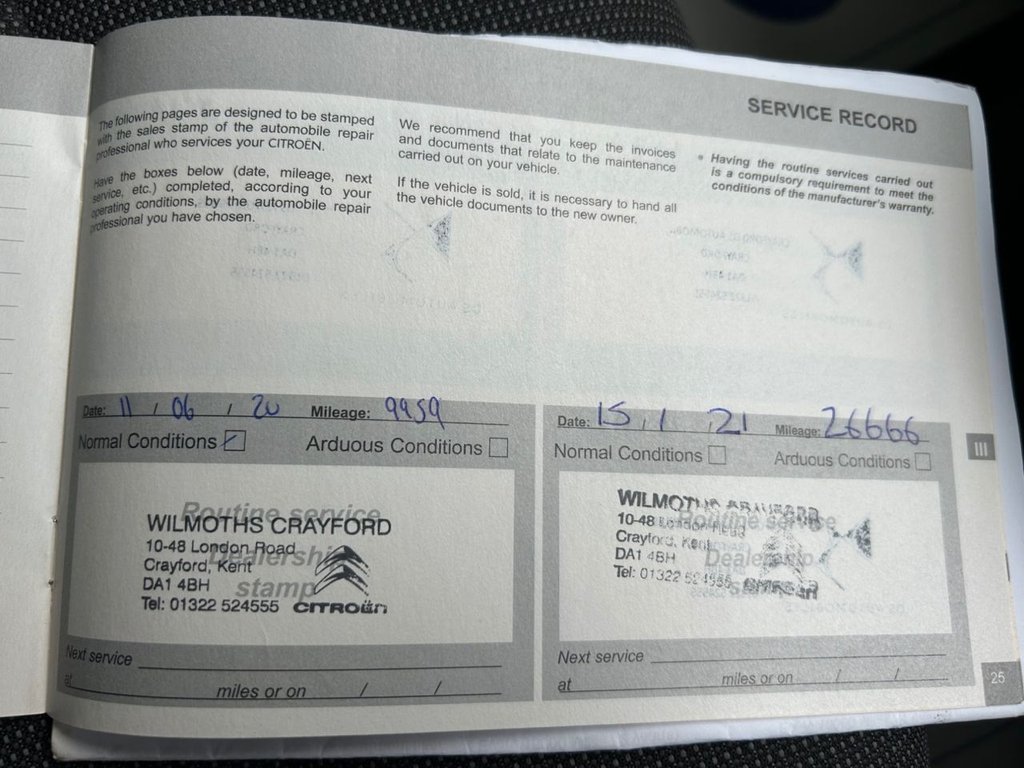 SERVICE RECORD
The following pages are designed to be stamped
with the sales stamp of the automobile repair
professional who services your CITROËN.
Have the boxes below (date, mileage, next
service, etc.) completed, according to your
operating conditions, by the automobile repair
professional you have chosen.
We recommend that you keep the invoices
and documents that relate to the maintenance
carried out on your vehicle.
If the vehicle is sold, it is necessary to hand all
the vehicle documents to the new owner.
• Having the routine services carried out
is a compulsory requirement to meet the
conditions of the manufacturer's warranty.
Date: 11 / 06 / 20 Mileage: 9959
Normal Conditions Arduous Conditions
Routine service
Dealership
stamp
WILMOTHS CRAYFORD
10-48 London Road
Crayford, Kent
DA1 4BH
Tel: 01322 524555 CITROËN
Next service
at miles or on / /
Date: 15 / 1 / 21 Mileage: 26666
Normal Conditions Arduous Conditions
Routine service
Dealership
WILMOTHS
10-48 London Road
Crayford, Kent
DA1 4BH
Tel: 01322 524555
Next service
at miles or on / /
III
25